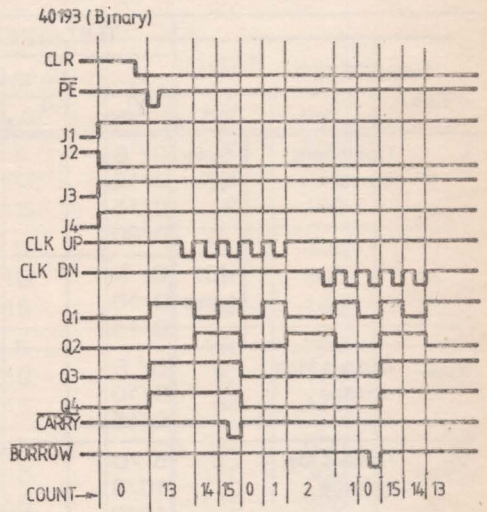 40193 (Binary)
CLR
PE
J1
J2
J3
J4
CLK UP
CLK DN
Q1
Q2
Q3
Q4
CARRY
BORROW
COUNT→ 0 13 14 15 0 1 2 1 0 15 14 13